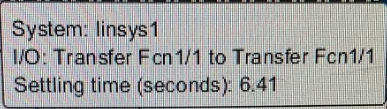 System: linsys1
I/O: Transfer Fcn1/1 to Transfer Fcn1/1
Settling time (seconds): 6.41